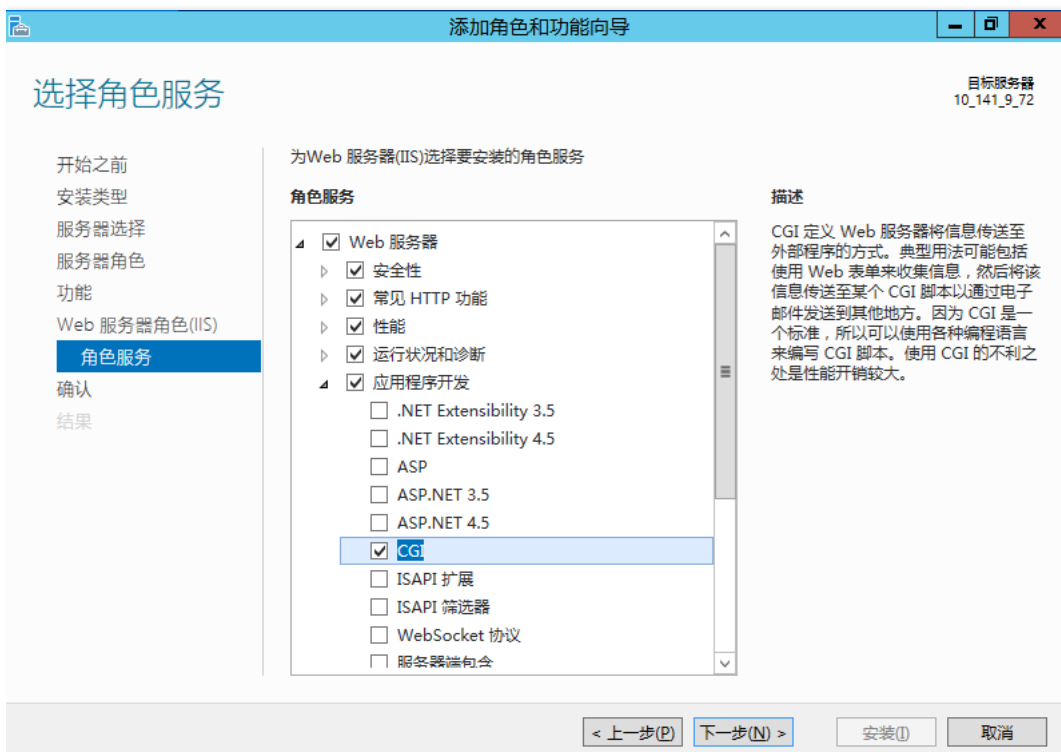 添加角色和功能向导
选择角色服务
目标服务器
10_141_9_72
开始之前
安装类型
服务器选择
服务器角色
功能
Web 服务器角色(IIS)
角色服务
确认
结果
为Web 服务器(IIS)选择要安装的角色服务
角色服务
Web 服务器
安全性
常见 HTTP 功能
性能
运行状况和诊断
应用程序开发
.NET Extensibility 3.5
.NET Extensibility 4.5
ASP
ASP.NET 3.5
ASP.NET 4.5
CGI
ISAPI 扩展
ISAPI 筛选器
WebSocket 协议
服务器端包含
描述
CGI 定义 Web 服务器将信息传送至
外部程序的方式。典型用法可能包括
使用 Web 表单来收集信息，然后将该
信息传送至某个 CGI 脚本以通过电子
邮件发送到其他地方。因为 CGI 是一
个标准，所以可以使用各种编程语言
来编写 CGI 脚本。使用 CGI 的不利之
处是性能开销较大。
< 上一步(P)
下一步(N) >
安装(I)
取消